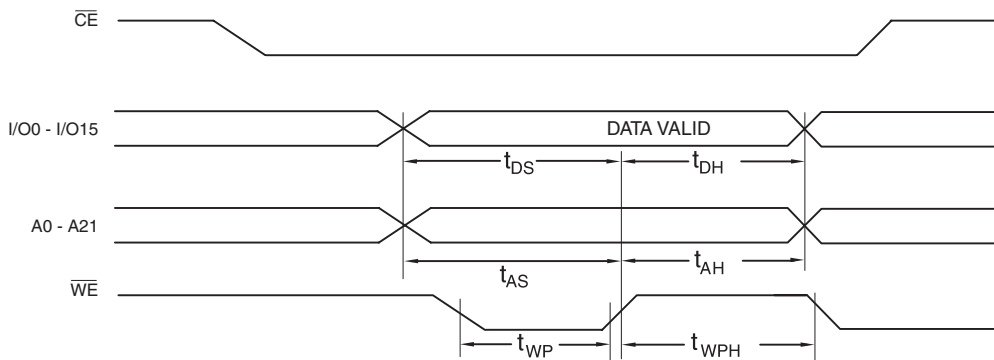 CE
I/O0 - I/O15
DATA VALID
tDS
tDH
A0 - A21
tAS
tAH
WE
tWP
tWPH